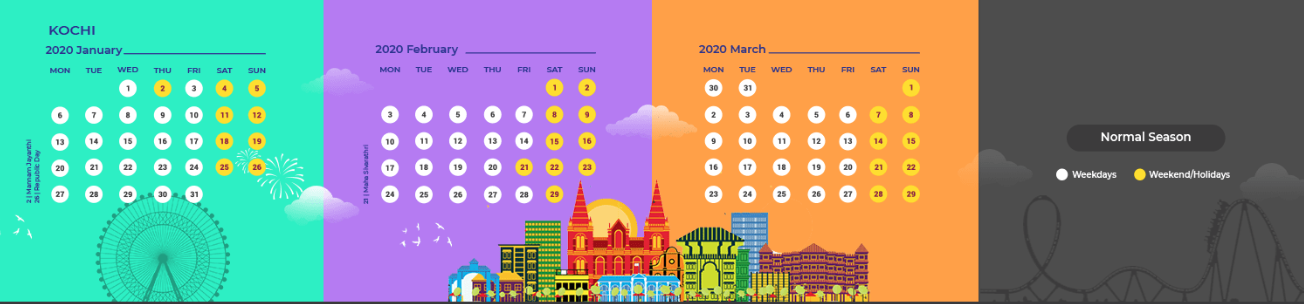 KOCHI
2020 January
MON TUE WED THU FRI SAT SUN
1 2 3 4 5
6 7 8 9 10 11 12
13 14 15 16 17 18 19
20 21 22 23 24 25 26
27 28 29 30 31
2 | Mannam Jayanthi
26 | Republic Day
2020 February
MON TUE WED THU FRI SAT SUN
1 2
3 4 5 6 7 8 9
10 11 12 13 14 15 16
17 18 19 20 21 22 23
24 25 26 27 28 29
21 | Maha
2020 March
MON TUE WED THU FRI SAT SUN
30 31 1
2 3 4 5 6 7 8
9 10 11 12 13 14 15
16 17 18 19 20 21 22
23 24 25 26 27 28 29
Normal Season
Weekdays Weekend/Holidays